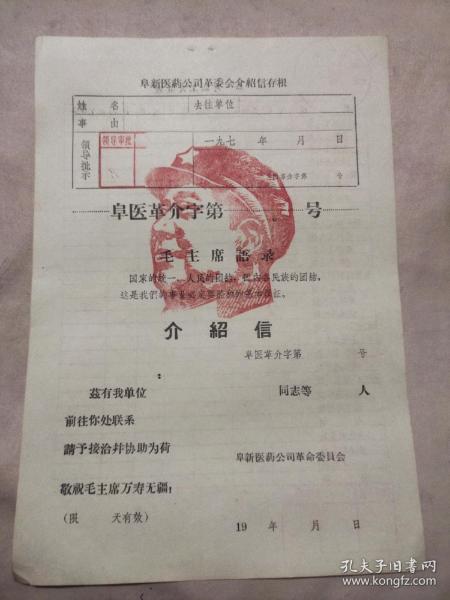 阜新医药公司革委会介紹信存根
姓名 去往单位
事由
领导批示 领导审批 一九七 年 月 日
医革介字第 号
阜医革介字第 号
毛主席語录
国家的統一，人民的团結，国内各民族的团結，
这是我們的事业必定要胜利的基本保証。
介紹信
阜医革介字第 号
:
茲有我单位 同志等 人
前往你处联系
請予接洽幷协助为荷
阜新医药公司革命委員会
敬祝毛主席万寿无疆!
(限 天有效) 19 年 月 日
孔夫子旧书网
www.kongfz.com